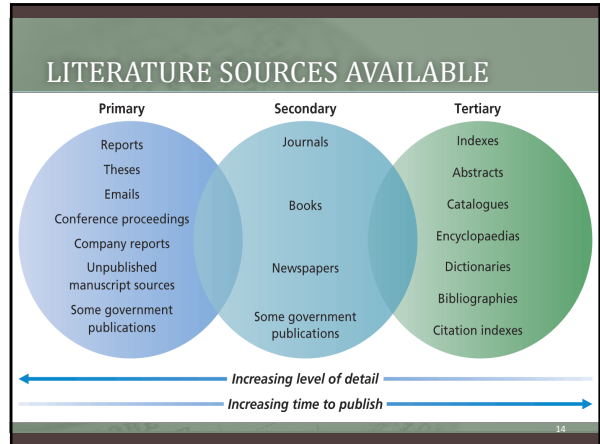 LITERATURE SOURCES AVAILABLE
Primary
Reports
Theses
Emails
Conference proceedings
Company reports
Unpublished
manuscript sources
Some government
publications
Secondary
Journals
Books
Newspapers
Some government
publications
Tertiary
Indexes
Abstracts
Catalogues
Encyclopaedias
Dictionaries
Bibliographies
Citation indexes
Increasing level of detail
Increasing time to publish
14